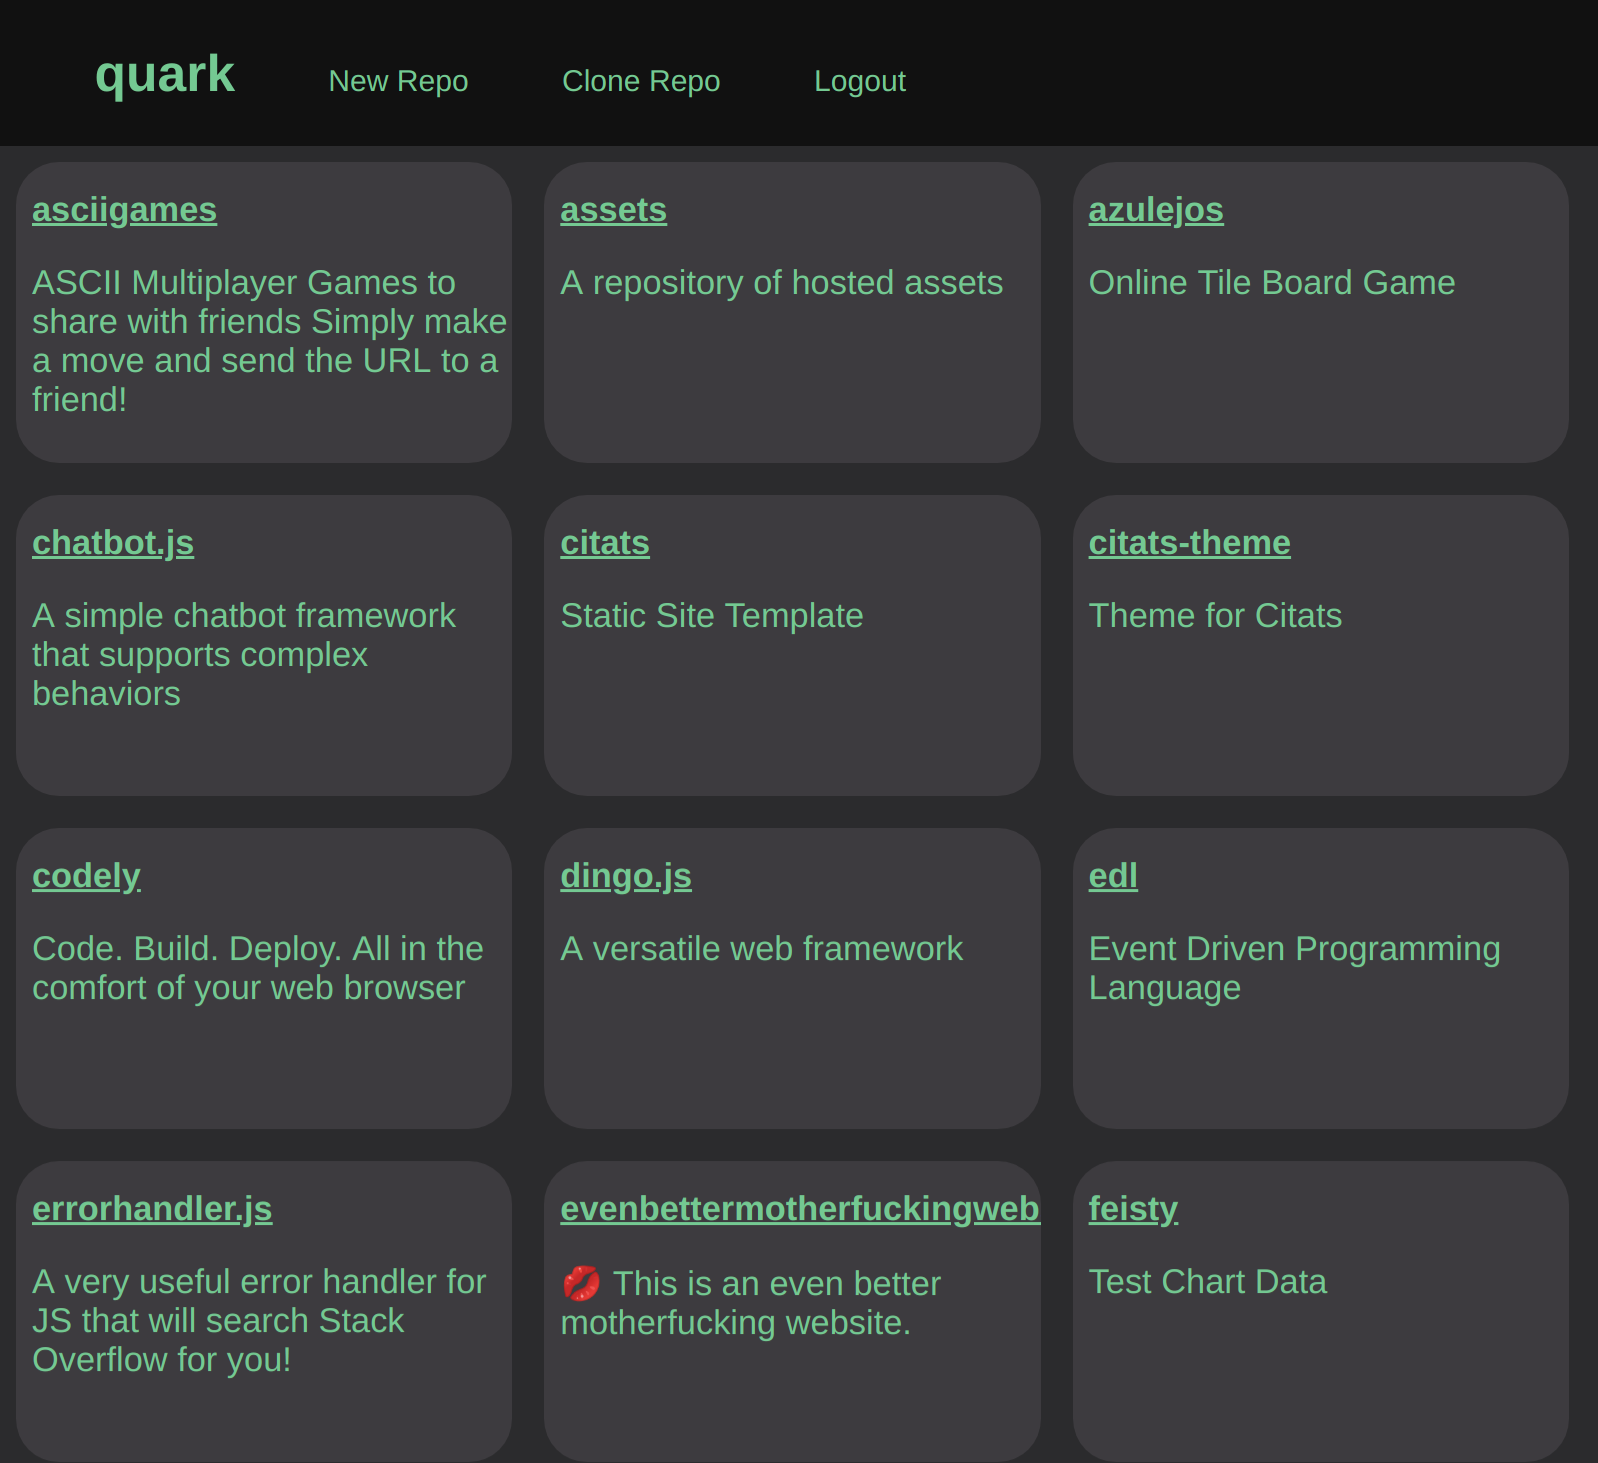 quark
New Repo
Clone Repo
Logout
asciigames
ASCII Multiplayer Games to
share with friends Simply make
a move and send the URL to a
friend!
assets
A repository of hosted assets
azulejos
Online Tile Board Game
chatbot.js
A simple chatbot framework
that supports complex
behaviors
citats
Static Site Template
citats-theme
Theme for Citats
codely
Code. Build. Deploy. All in the
comfort of your web browser
dingo.js
A versatile web framework
edl
Event Driven Programming
Language
errorhandler.js
A very useful error handler for
JS that will search Stack
Overflow for you!
evenbettermotherfuckingweb
💋 This is an even better
motherfucking website.
feisty
Test Chart Data